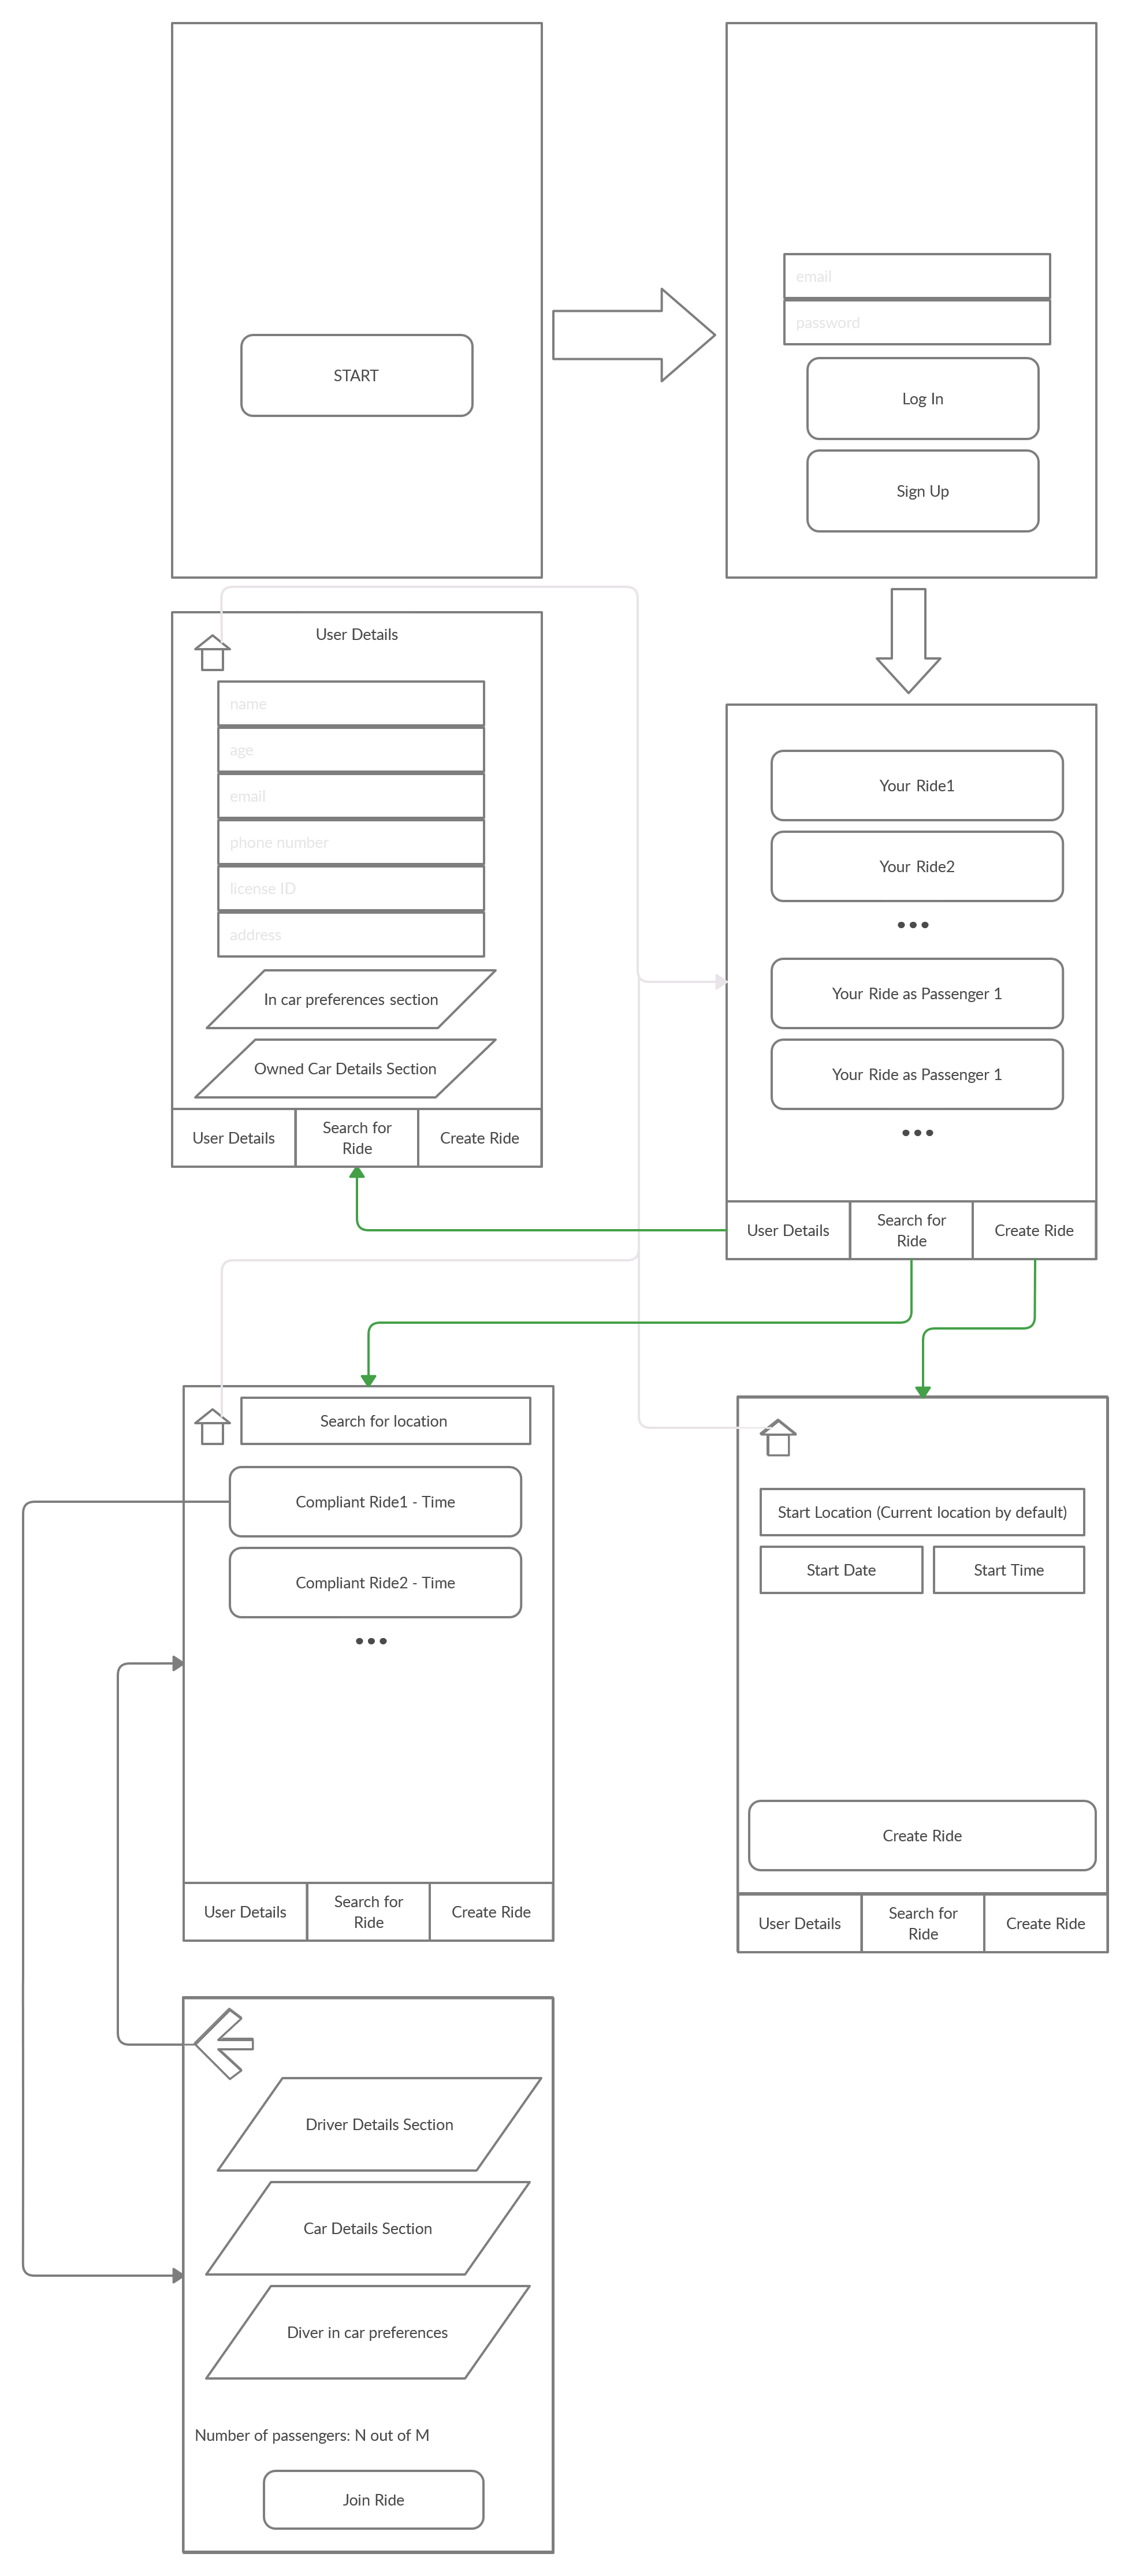 START
email
password
Log In
Sign Up
User Details
name
age
email
phone number
license ID
address
In car preferences section
Owned Car Details Section
User Details
Search for
Ride
Create Ride
Your Ride1
Your Ride2
•••
Your Ride as Passenger 1
Your Ride as Passenger 1
•••
User Details
Search for
Ride
Create Ride
Search for location
Compliant Ride1 - Time
Compliant Ride2 - Time
•••
User Details
Search for
Ride
Create Ride
Start Location (Current location by default)
Start Date
Start Time
Create Ride
User Details
Search for
Ride
Create Ride
Driver Details Section
Car Details Section
Diver in car preferences
Number of passengers: N out of M
Join Ride